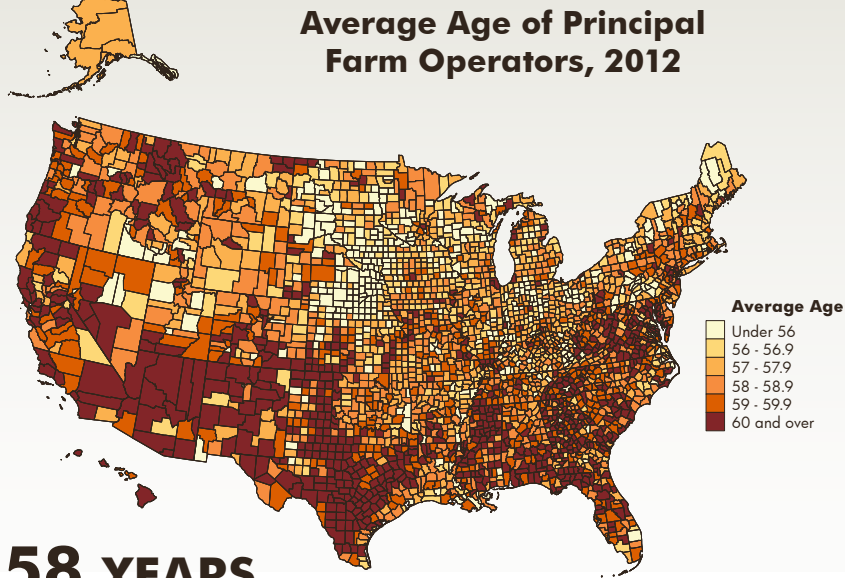 Average Age of Principal
Farm Operators, 2012
Average Age
Under 56
56 - 56.9
57 - 57.9
58 - 58.9
59 - 59.9
60 and over
58 YEARS